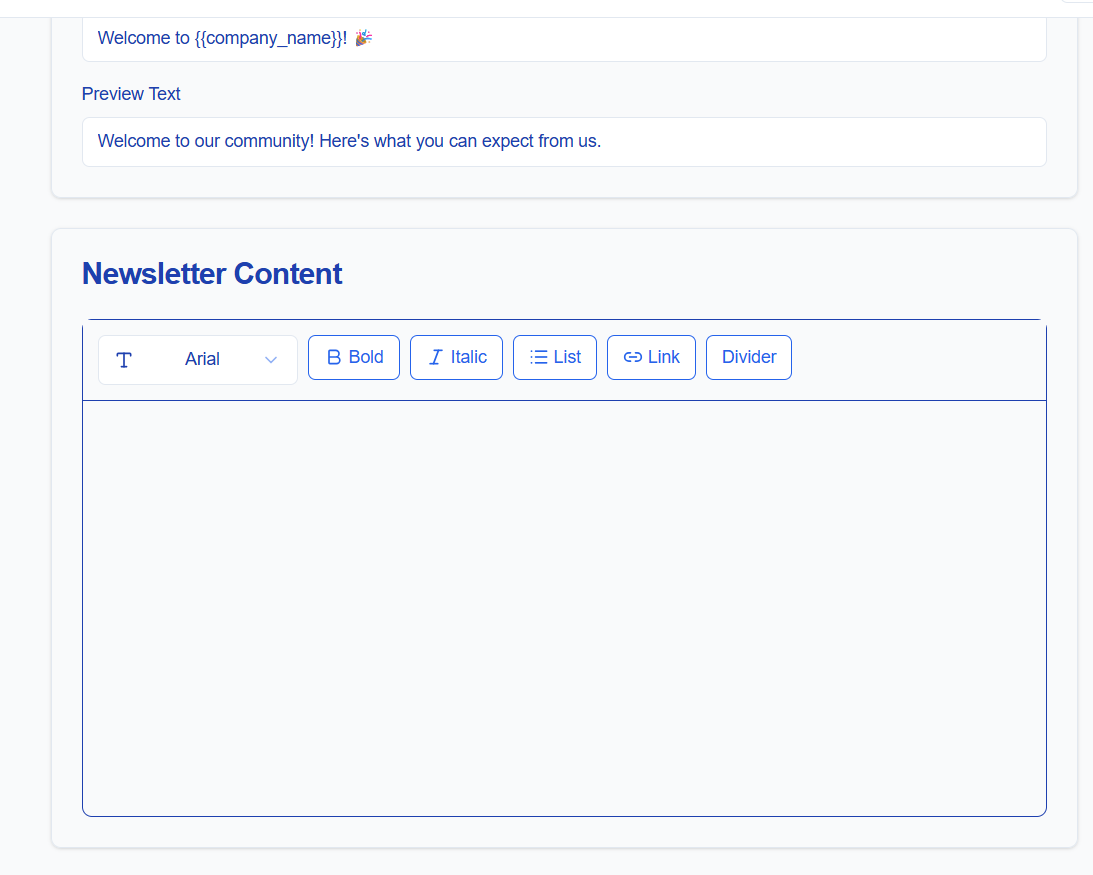 Welcome to {{company_name}}! 🎉
Preview Text
Welcome to our community! Here's what you can expect from us.
Newsletter Content
Arial
Bold
Italic
List
Link
Divider